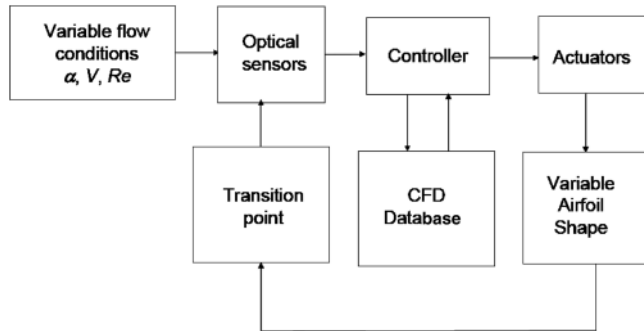 Variable flow
conditions
α, V, Re
Optical
sensors
Controller
Actuators
Transition
point
CFD
Database
Variable
Airfoil
Shape